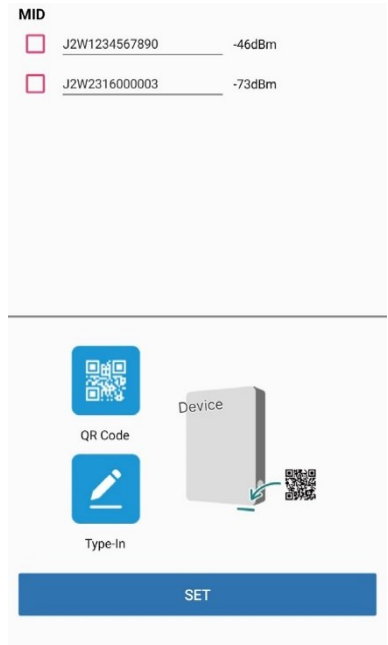 MID
J2W1234567890 -46dBm
J2W2316000003 -73dBm
QR Code
Device
Type-In
SET